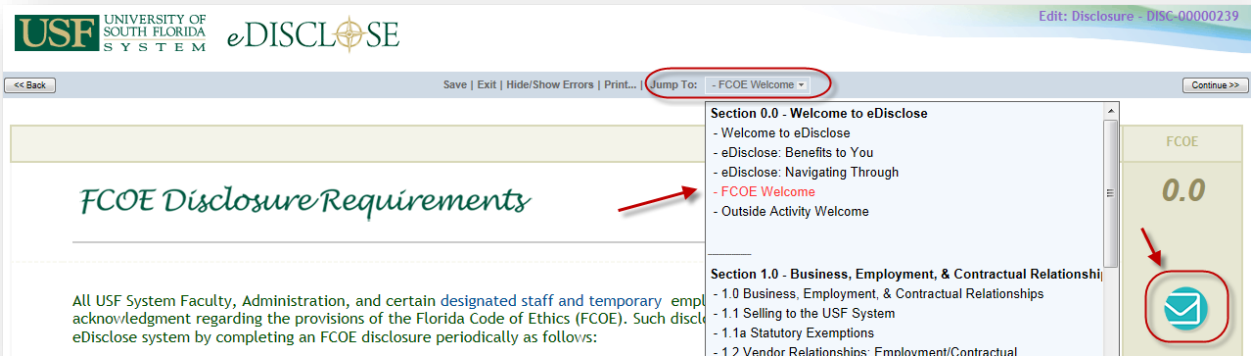 USF UNIVERSITY OF
SOUTH FLORIDA
SYSTEM
eDISCLOSE
Edit: Disclosure - DISC-00000239
<< Back
Save | Exit | Hide/Show Errors | Print... | Jump To: - FCOE Welcome
Continue >>
Section 0.0 - Welcome to eDisclose
- Welcome to eDisclose
- eDisclose: Benefits to You
- eDisclose: Navigating Through
- FCOE Welcome
- Outside Activity Welcome
Section 1.0 - Business, Employment, & Contractual Relationshi
- 1.0 Business, Employment, & Contractual Relationships
- 1.1 Selling to the USF System
- 1.1a Statutory Exemptions
- 1.2 Vendor Relationships: Employment/Contractual
FCOE
0.0
FCOE Disclosure Requirements
All USF System Faculty, Administration, and certain designated staff and temporary empl
acknowledgment regarding the provisions of the Florida Code of Ethics (FCOE). Such discl
eDisclose system by completing an FCOE disclosure periodically as follows: